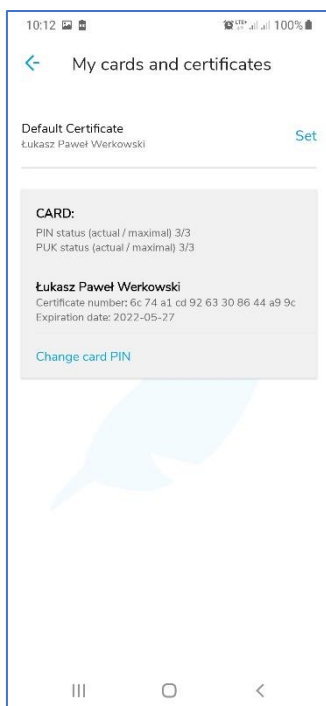 10:12 100%
My cards and certificates
Default Certificate
Łukasz Paweł Werkowski
Set
CARD:
PIN status (actual / maximal) 3/3
PUK status (actual / maximal) 3/3
Łukasz Paweł Werkowski
Certificate number: 6c 74 a1 cd 92 63 30 86 44 a9 9c
Expiration date: 2022-05-27
Change card PIN